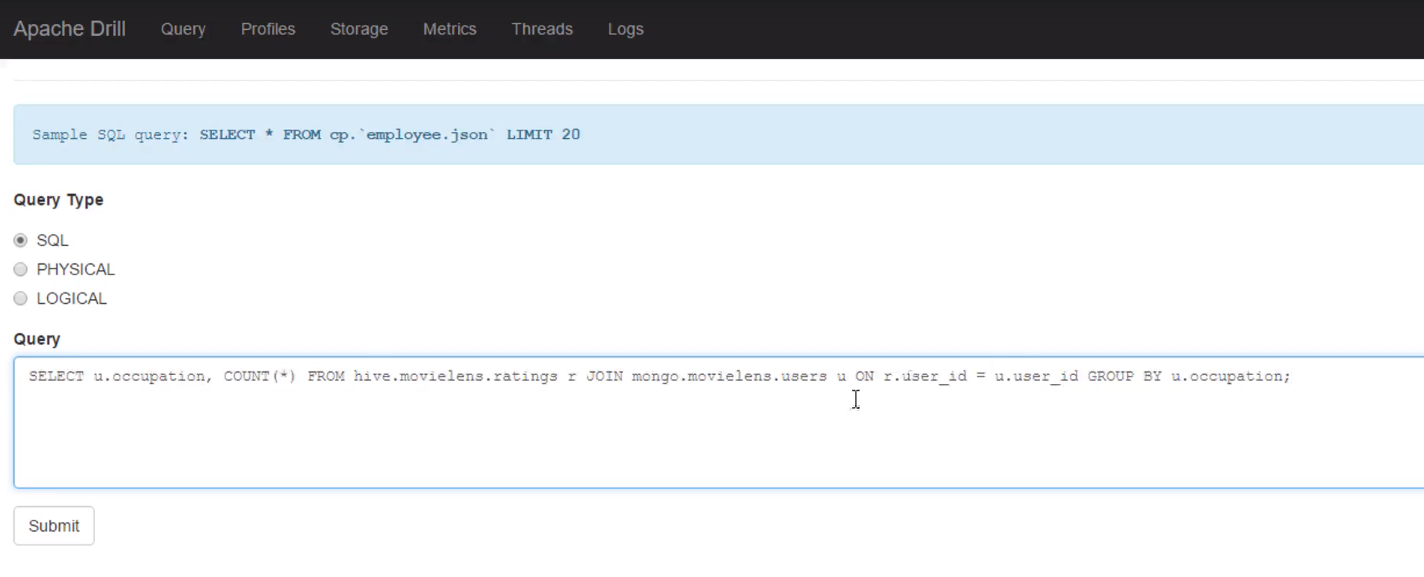 Apache Drill Query Profiles Storage Metrics Threads Logs
Sample SQL query: SELECT * FROM cp.`employee.json` LIMIT 20
Query Type
SQL
PHYSICAL
LOGICAL
Query
SELECT u.occupation, COUNT(*) FROM hive.movielens.ratings r JOIN mongo.movielens.users u ON r.user_id = u.user_id GROUP BY u.occupation;
Submit